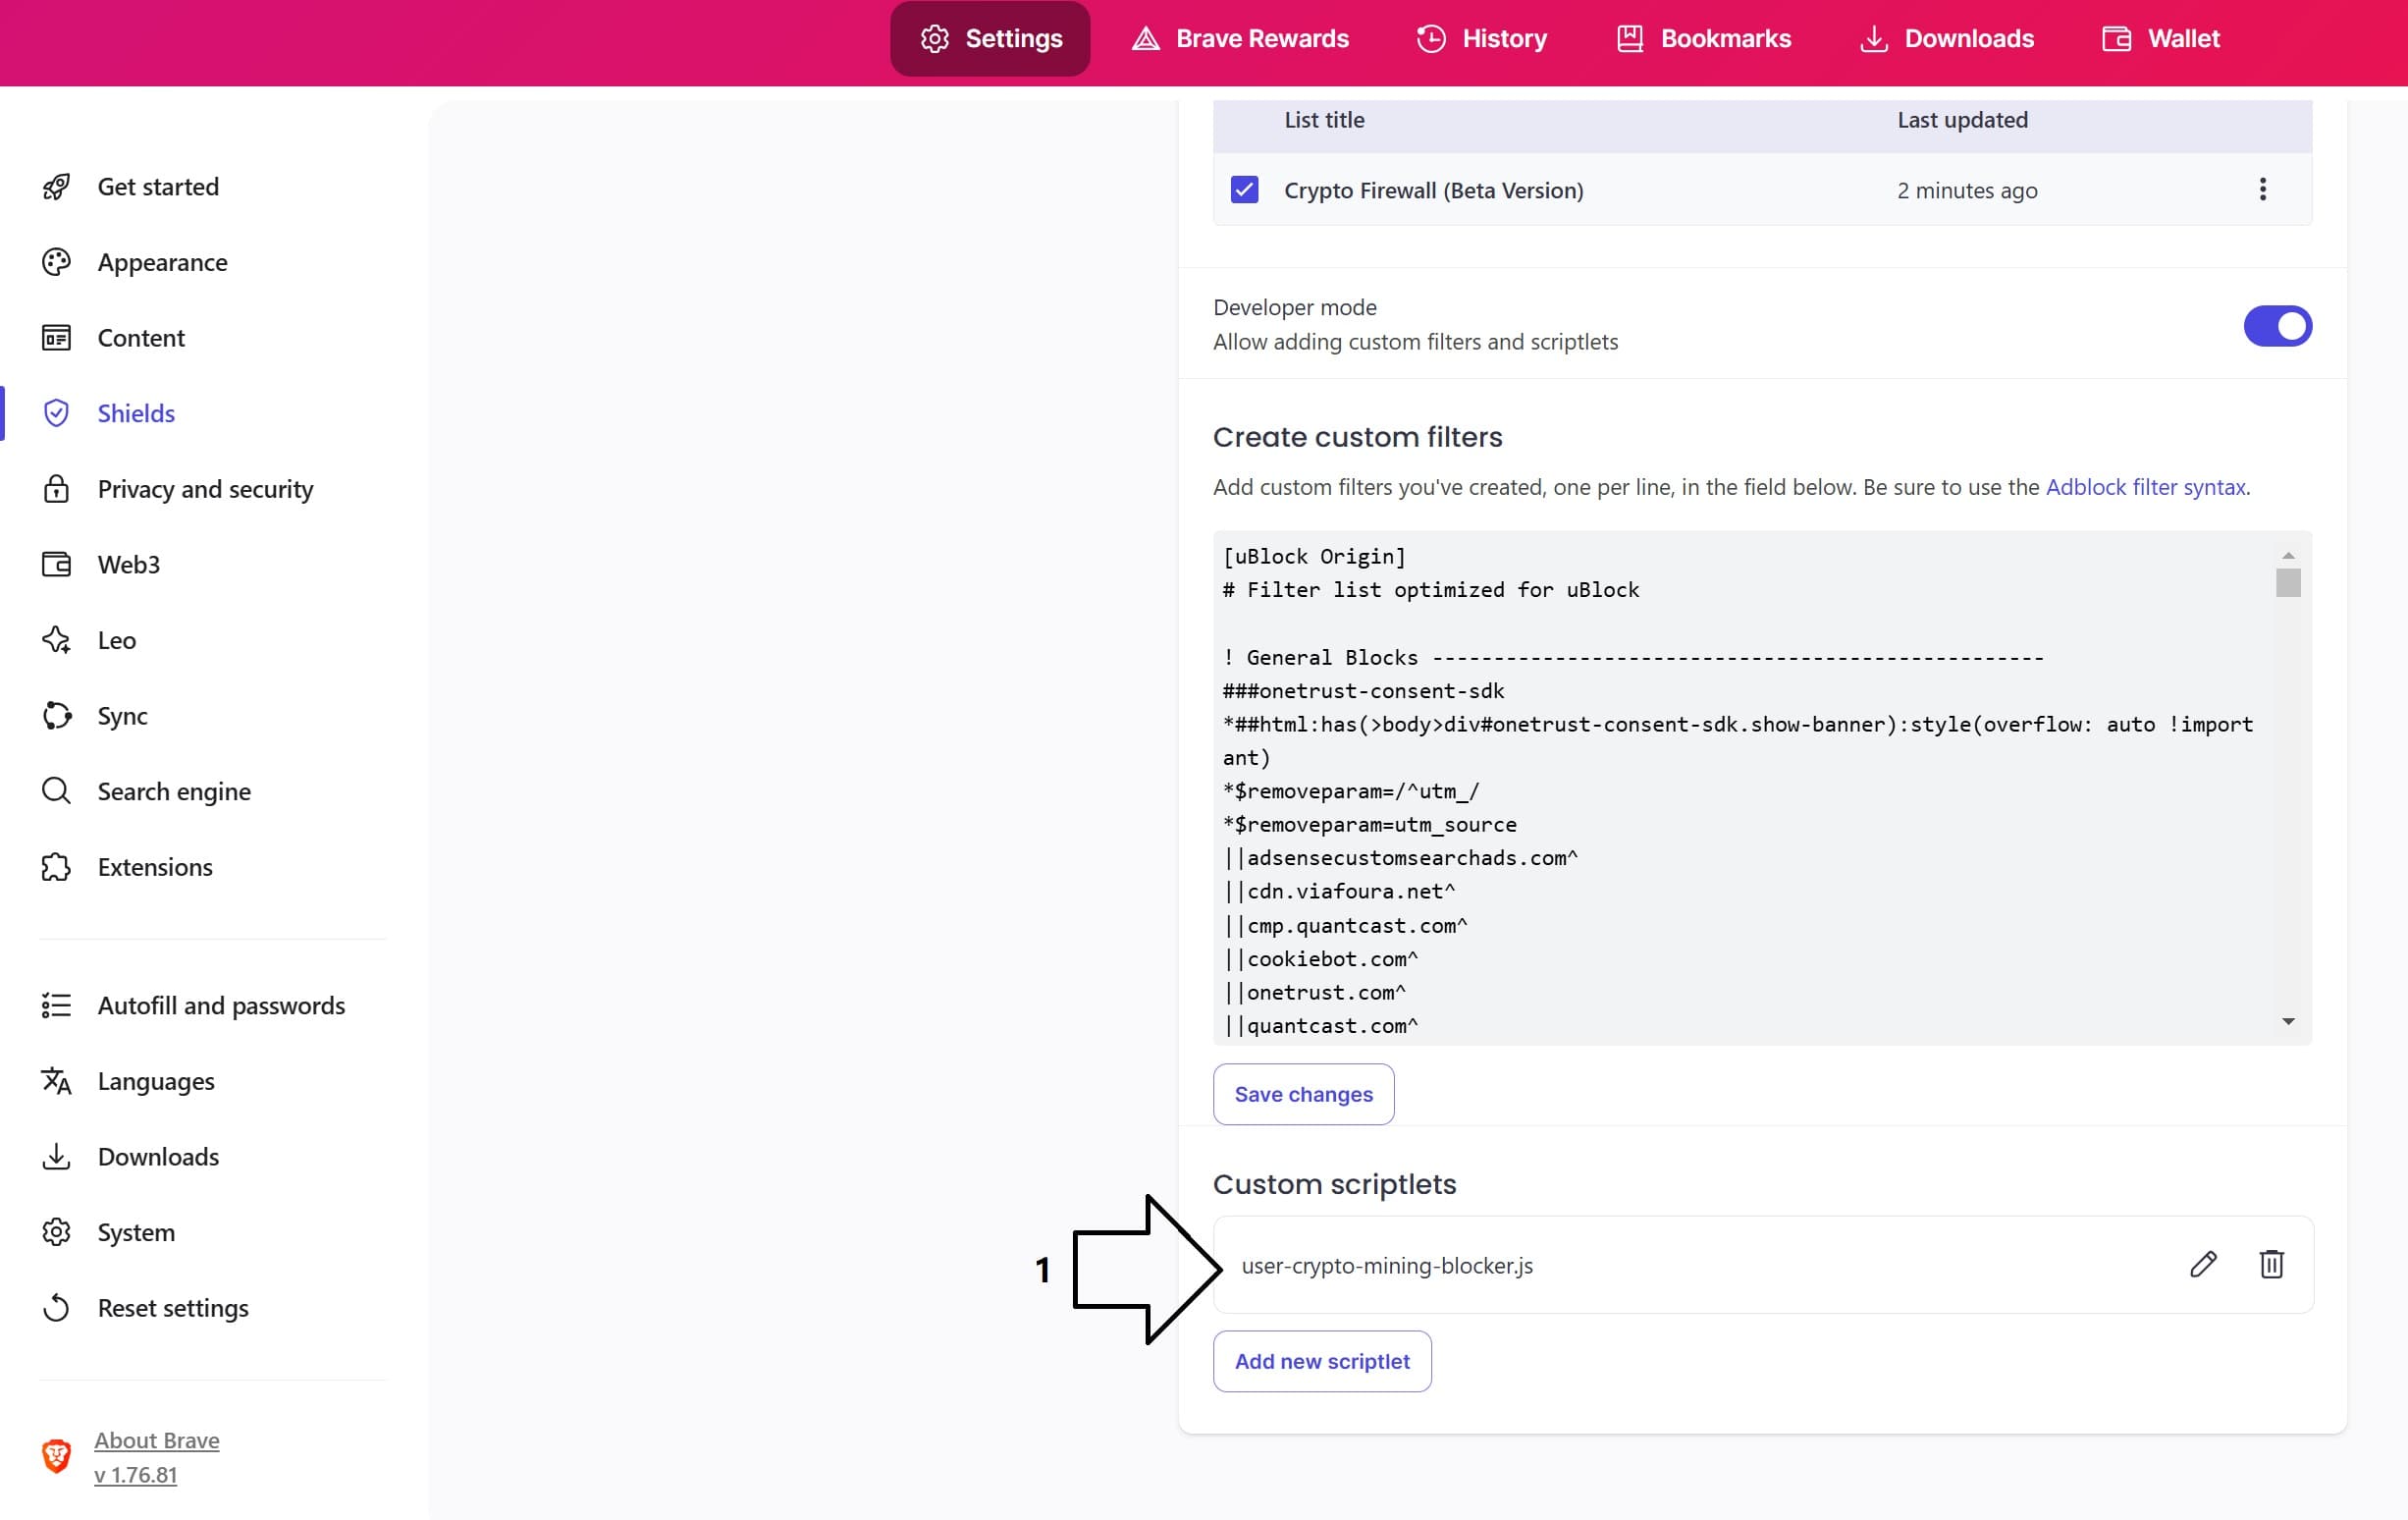 Settings
Brave Rewards
History
Bookmarks
Downloads
Wallet
Get started
Appearance
Content
Shields
Privacy and security
Web3
Leo
Sync
Search engine
Extensions
Autofill and passwords
Languages
Downloads
System
Reset settings
About Brave
v 1.76.81
List title Last updated
Crypto Firewall (Beta Version) 2 minutes ago
Developer mode
Allow adding custom filters and scriptlets
Create custom filters
Add custom filters you've created, one per line, in the field below. Be sure to use the Adblock filter syntax.
[uBlock Origin]
# Filter list optimized for uBlock
! General Blocks --------------------------------------------------
###onetrust-consent-sdk
*##html:has(>body>div#onetrust-consent-sdk.show-banner):style(overflow: auto !import
ant)
*$removeparam=/^utm_/
*$removeparam=utm_source
||adsensecustomsearchads.com^
||cdn.viafoura.net^
||cmp.quantcast.com^
||cookiebot.com^
||onetrust.com^
||quantcast.com^
Save changes
Custom scriptlets
1
user-crypto-mining-blocker.js
Add new scriptlet